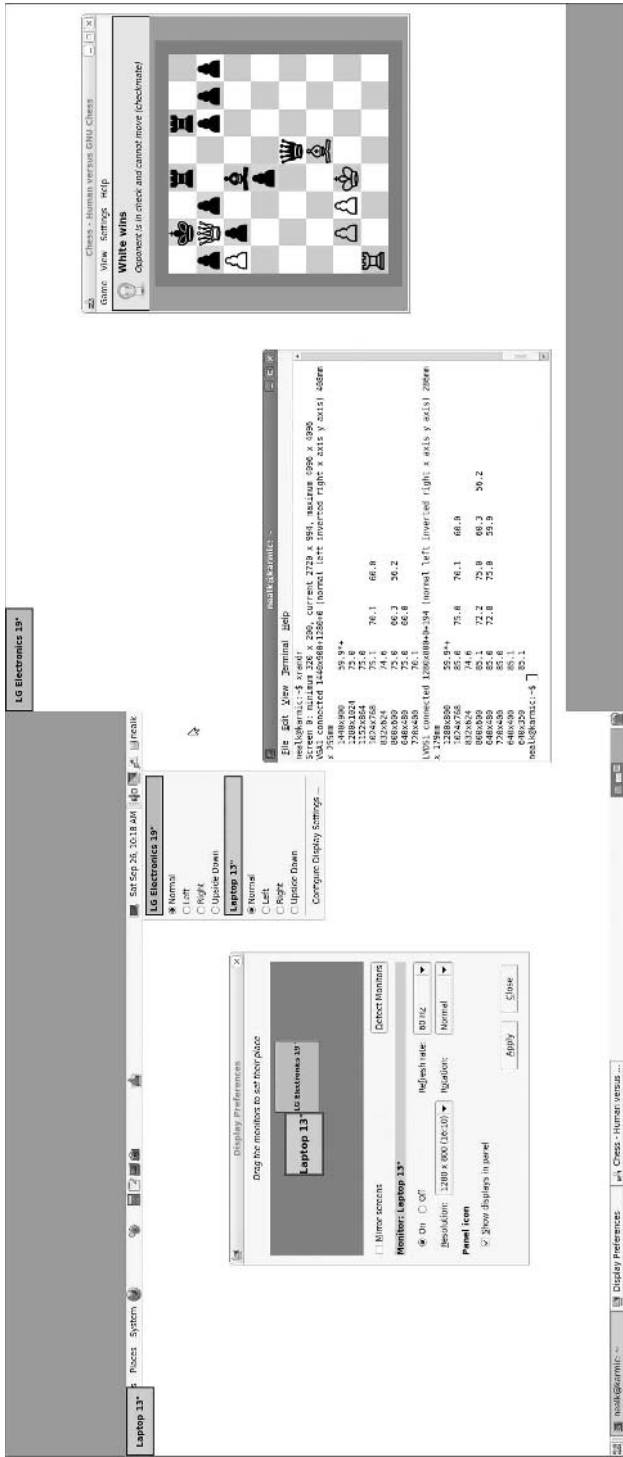 LG Electronics 19"
Laptop 13"
Places System
Sat Sep 26, 10:18 AM
nealk
LG Electronics 19"
Normal
Left
Right
Upside Down
Laptop 13"
Normal
Left
Right
Upside Down
Configure Display Settings ...
Display Preferences
Drag the monitors to set their place
Laptop 13"
LG Electronics 19"
Mirror screens
Detect Monitors
Monitor: Laptop 13"
On Off
Refresh rate: 60 Hz
Resolution: 1280 x 800 (16:10)
Rotation: Normal
Panel icon
Show displays in panel
Apply Close
nealk@karmic: ~
File Edit View Terminal Help
nealk@karmic:~$ xrandr
Screen 0: minimum 320 x 200, current 2720 x 994, maximum 4096 x 4096
VGA1 connected 1440x900+1280+0 (normal left inverted right x axis y axis) 408mm
x 255mm
1440x900 59.9*+
1280x1024 75.0
1152x864 75.0
1024x768 75.1 70.1 60.0
832x624 74.6
800x600 75.0 60.3 56.2
640x480 75.0 60.0
720x400 70.1
LVDS1 connected 1280x800+0+194 (normal left inverted right x axis y axis) 286mm
x 179mm
1280x800 59.9*+
1024x768 85.0 75.0 70.1 60.0
832x624 74.6
800x600 85.1 72.2 75.0 60.3 56.2
640x480 85.0 72.8 75.0 59.9
720x400 85.0
640x400 85.1
640x350 85.1
nealk@karmic:~$
Chess - Human versus GNU Chess
Game View Settings Help
White wins
Opponent is in check and cannot move (checkmate)
nealk@karmic: ~
Display Preferences
Chess - Human versus ...